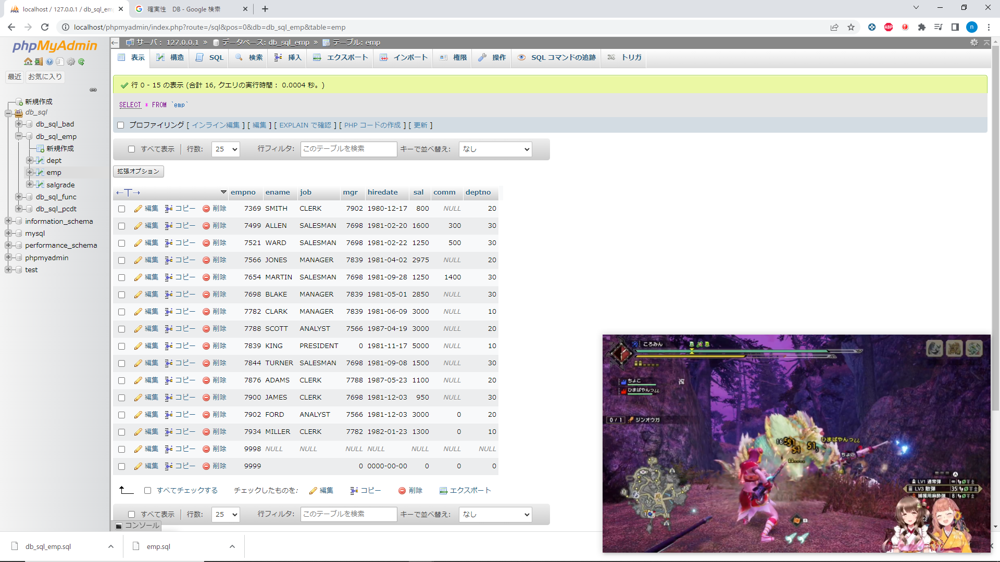 localhost / 127.0.0.1 / db_sql_emp
確実性 DB - Google 検索
localhost/phpmyadmin/index.php?route=/sql&pos=0&db=db_sql_emp&table=emp
ABP
n
phpMyAdmin
サーバ: 127.0.0.1 » データベース: db_sql_emp » テーブル: emp
表示 構造 SQL 検索 挿入 エクスポート インポート 権限 操作 SQL コマンドの追跡 トリガ
最近 お気に入り
新規作成
db_sql
db_sql_bad
db_sql_emp
新規作成
dept
emp
salgrade
db_sql_func
db_sql_pcdt
information_schema
mysql
performance_schema
phpmyadmin
test
行 0 - 15 の表示 (合計 16, クエリの実行時間: 0.0004 秒。)
SELECT * FROM `emp`
プロファイリング [ インライン編集 ] [ 編集 ] [ EXPLAIN で確認 ] [ PHP コードの作成 ] [ 更新 ]
すべて表示 行数: 25 行フィルタ: このテーブルを検索 キーで並べ替え: なし
拡張オプション
←T→ empno ename job mgr hiredate sal comm deptno
編集 コピー 削除 7369 SMITH CLERK 7902 1980-12-17 800 NULL 20
編集 コピー 削除 7499 ALLEN SALESMAN 7698 1981-02-20 1600 300 30
編集 コピー 削除 7521 WARD SALESMAN 7698 1981-02-22 1250 500 30
編集 コピー 削除 7566 JONES MANAGER 7839 1981-04-02 2975 NULL 20
編集 コピー 削除 7654 MARTIN SALESMAN 7698 1981-09-28 1250 1400 30
編集 コピー 削除 7698 BLAKE MANAGER 7839 1981-05-01 2850 NULL 30
編集 コピー 削除 7782 CLARK MANAGER 7839 1981-06-09 3000 NULL 10
編集 コピー 削除 7788 SCOTT ANALYST 7566 1987-04-19 3000 NULL 20
編集 コピー 削除 7839 KING PRESIDENT 0 1981-11-17 5000 NULL 10
編集 コピー 削除 7844 TURNER SALESMAN 7698 1981-09-08 1500 NULL 30
編集 コピー 削除 7876 ADAMS CLERK 7788 1987-05-23 1100 NULL 20
編集 コピー 削除 7900 JAMES CLERK 7698 1981-12-03 950 NULL 30
編集 コピー 削除 7902 FORD ANALYST 7566 1981-12-03 3000 0 20
編集 コピー 削除 7934 MILLER CLERK 7782 1982-01-23 1300 0 10
編集 コピー 削除 9998 NULL NULL NULL NULL NULL NULL NULL
編集 コピー 削除 9999 0 0000-00-00 0 0 0
すべてチェックする チェックしたものを: 編集 コピー 削除 エクスポート
すべて表示 行数: 25 行フィルタ: このテーブルを検索 キーで並べ替え: なし
コンソール
db_sql_emp.sql
emp.sql
ころみん
ちょこ
ひまぱやんっ¿¿
0 / 1 ジンオウガ
ひまぱやんっ¿¿
51
54
51
ちょこ
A
LV1 通常弾 ∞
LV3 散弾 35
捕獲用麻酔弾 8